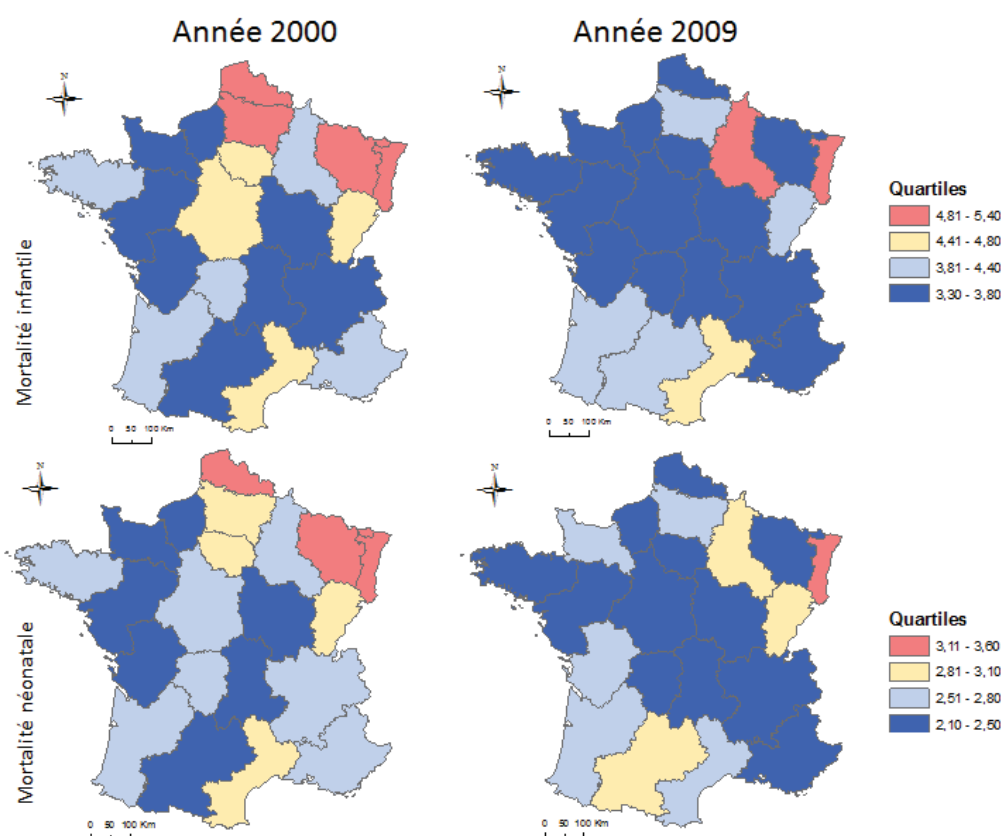 Année 2000
Année 2009
N
N
Mortalité infantile
Quartiles
4,81 - 5,40
4,41 - 4,80
3,81 - 4,40
3,30 - 3,80
0 50 100 Km
0 50 100 Km
N
N
Mortalité néonatale
Quartiles
3,11 - 3,60
2,81 - 3,10
2,51 - 2,80
2,10 - 2,50
0 50 100 Km
0 50 100 Km